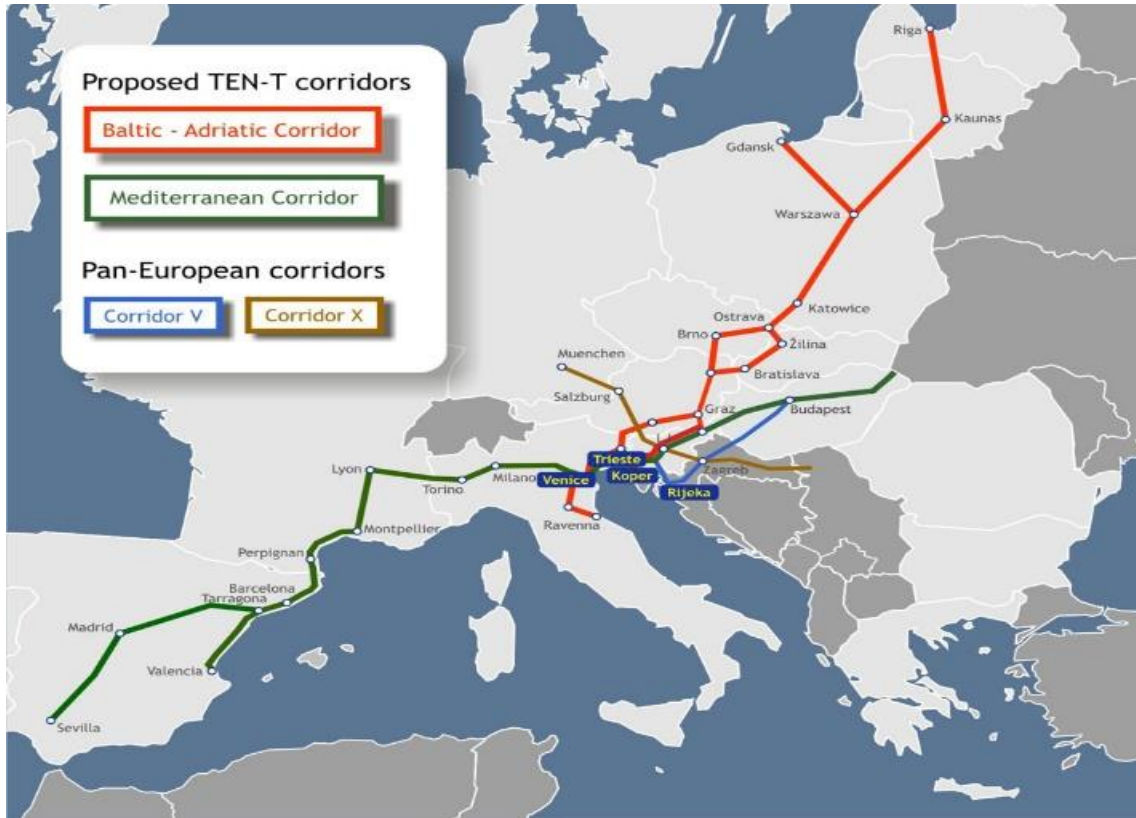 Proposed TEN-T corridors
Baltic - Adriatic Corridor
Mediterranean Corridor
Pan-European corridors
Corridor V
Corridor X
Riga
Kaunas
Gdansk
Warszawa
Katowice
Ostrava
Brno
Žilina
Muenchen
Bratislava
Salzburg
Graz
Budapest
Trieste
Zagreb
Lyon
Milano
Venice
Koper
Torino
Rijeka
Ravenna
Montpellier
Perpignan
Barcelona
Tarragona
Madrid
Valencia
Sevilla